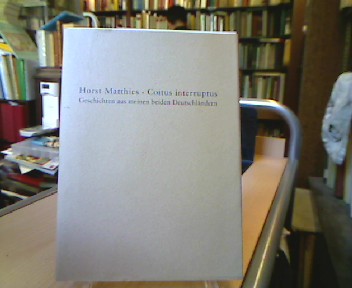 Horst Matthies · Coitus interruptus
Geschichten aus meinen beiden Deutschländern